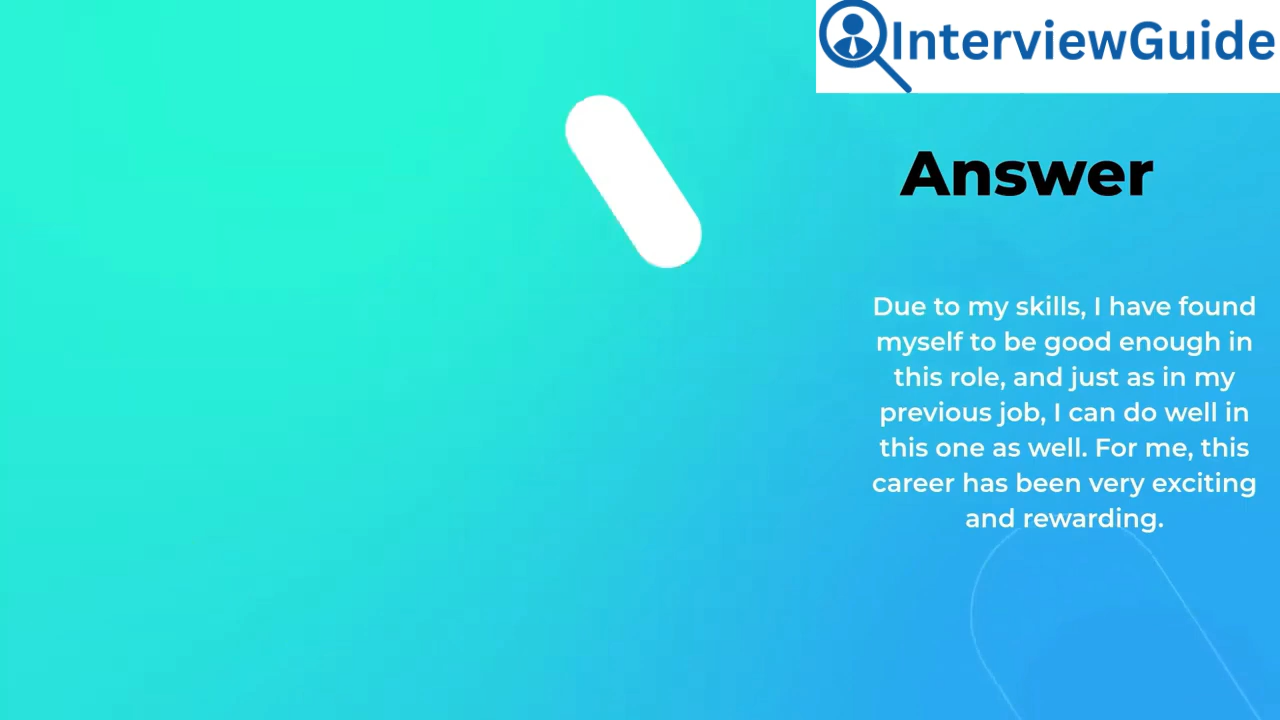 InterviewGuide
Answer
Due to my skills, I have found
myself to be good enough in
this role, and just as in my
previous job, I can do well in
this one as well. For me, this
career has been very exciting
and rewarding.